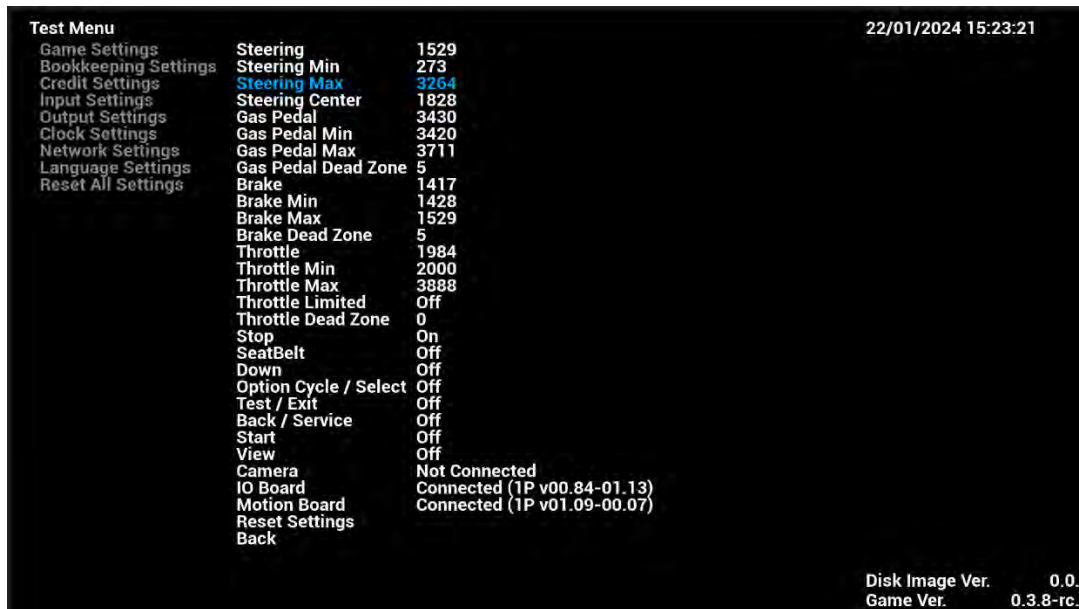 Test Menu 22/01/2024 15:23:21
Game Settings
Bookkeeping Settings
Credit Settings
Input Settings
Output Settings
Clock Settings
Network Settings
Language Settings
Reset All Settings
Steering 1529
Steering Min 273
Steering Max 3264
Steering Center 1828
Gas Pedal 3430
Gas Pedal Min 3420
Gas Pedal Max 3711
Gas Pedal Dead Zone 5
Brake 1417
Brake Min 1428
Brake Max 1529
Brake Dead Zone 5
Throttle 1984
Throttle Min 2000
Throttle Max 3888
Throttle Limited Off
Throttle Dead Zone 0
Stop On
SeatBelt Off
Down Off
Option Cycle / Select Off
Test / Exit Off
Back / Service Off
Start Off
View Off
Camera Not Connected
IO Board Connected (1P v00.84-01.13)
Motion Board Connected (1P v01.09-00.07)
Reset Settings
Back
Disk Image Ver. 0.0.
Game Ver. 0.3.8-rc.